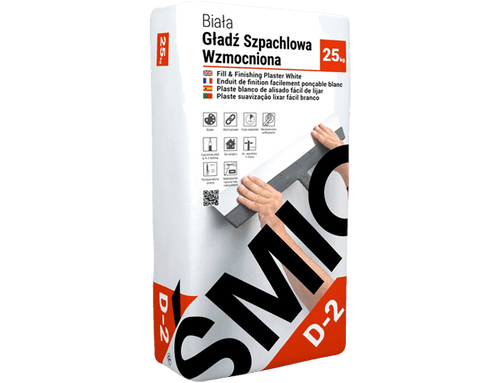 Biała
Gładź Szpachlowa
Wzmocniona
25kg
Fill & Finishing Plaster White
Enduit de finition facilement ponçable blanc
Plaste blanco de alisado fácil de lijar
Plaste suavização lixar fácil branco
25kg
ŚMIG
D-2
D-2